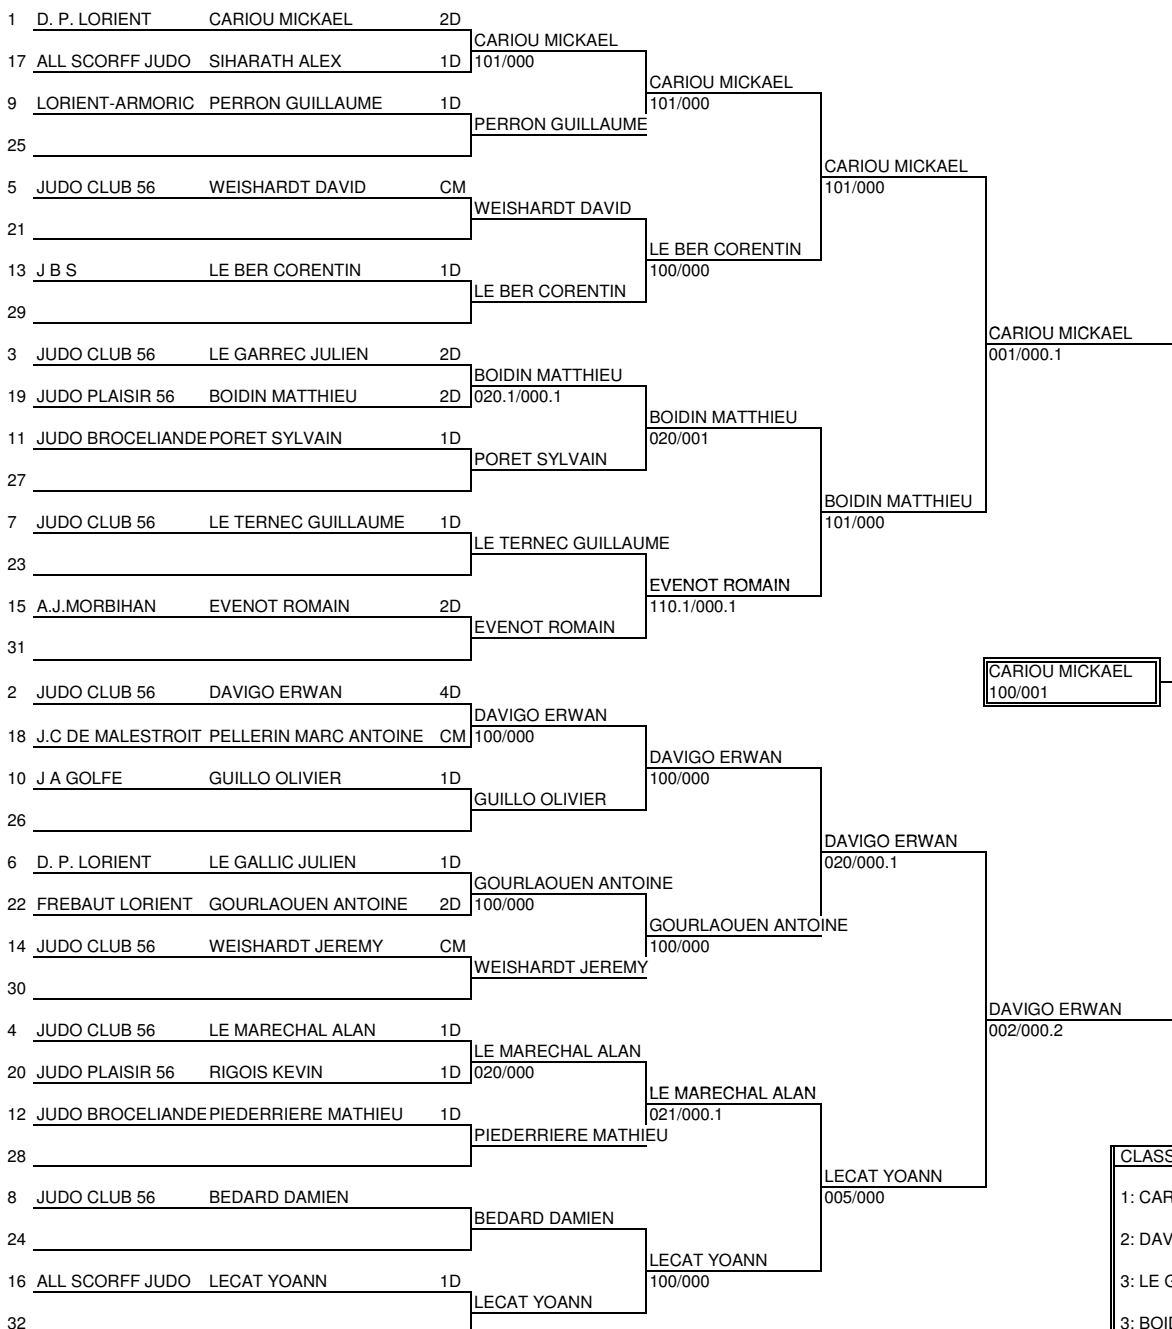 1 D. P. LORIENT CARIOU MICKAEL 2D
CARIOU MICKAEL
17 ALL SCORFF JUDO SIHARATH ALEX 1D 101/000
CARIOU MICKAEL
9 LORIENT-ARMORIC PERRON GUILLAUME 1D 101/000
PERRON GUILLAUME
25
CARIOU MICKAEL
5 JUDO CLUB 56 WEISHARDT DAVID CM 101/000
WEISHARDT DAVID
21
LE BER CORENTIN
13 J B S LE BER CORENTIN 1D 100/000
LE BER CORENTIN
29
CARIOU MICKAEL
3 JUDO CLUB 56 LE GARREC JULIEN 2D 001/000.1
BOIDIN MATTHIEU
19 JUDO PLAISIR 56 BOIDIN MATTHIEU 2D 020.1/000.1
BOIDIN MATTHIEU
11 JUDO BROCELIANDE PORET SYLVAIN 1D 020/001
PORET SYLVAIN
27
BOIDIN MATTHIEU
7 JUDO CLUB 56 LE TERNEC GUILLAUME 1D 101/000
LE TERNEC GUILLAUME
23
EVENOT ROMAIN
15 A.J.MORBIHAN EVENOT ROMAIN 2D 110.1/000.1
EVENOT ROMAIN
31
CARIOU MICKAEL
2 JUDO CLUB 56 DAVIGO ERWAN 4D 100/001
DAVIGO ERWAN
18 J.C DE MALESTROIT PELLERIN MARC ANTOINE CM 100/000
DAVIGO ERWAN
10 J A GOLFE GUILLO OLIVIER 1D 100/000
GUILLO OLIVIER
26
DAVIGO ERWAN
6 D. P. LORIENT LE GALLIC JULIEN 1D 020/000.1
GOURLAOUEN ANTOINE
22 FREBAUT LORIENT GOURLAOUEN ANTOINE 2D 100/000
GOURLAOUEN ANTOINE
14 JUDO CLUB 56 WEISHARDT JEREMY CM 100/000
WEISHARDT JEREMY
30
DAVIGO ERWAN
4 JUDO CLUB 56 LE MARECHAL ALAN 1D 002/000.2
LE MARECHAL ALAN
20 JUDO PLAISIR 56 RIGOIS KEVIN 1D 020/000
LE MARECHAL ALAN
12 JUDO BROCELIANDE PIEDERRIERE MATHIEU 1D 021/000.1
PIEDERRIERE MATHIEU
28 CLASS
LECAT YOANN
8 JUDO CLUB 56 BEDARD DAMIEN 005/000 1: CAR
BEDARD DAMIEN
24 2: DAV
LECAT YOANN
16 ALL SCORFF JUDO LECAT YOANN 1D 100/000 3: LE G
LECAT YOANN
32 3: BOID